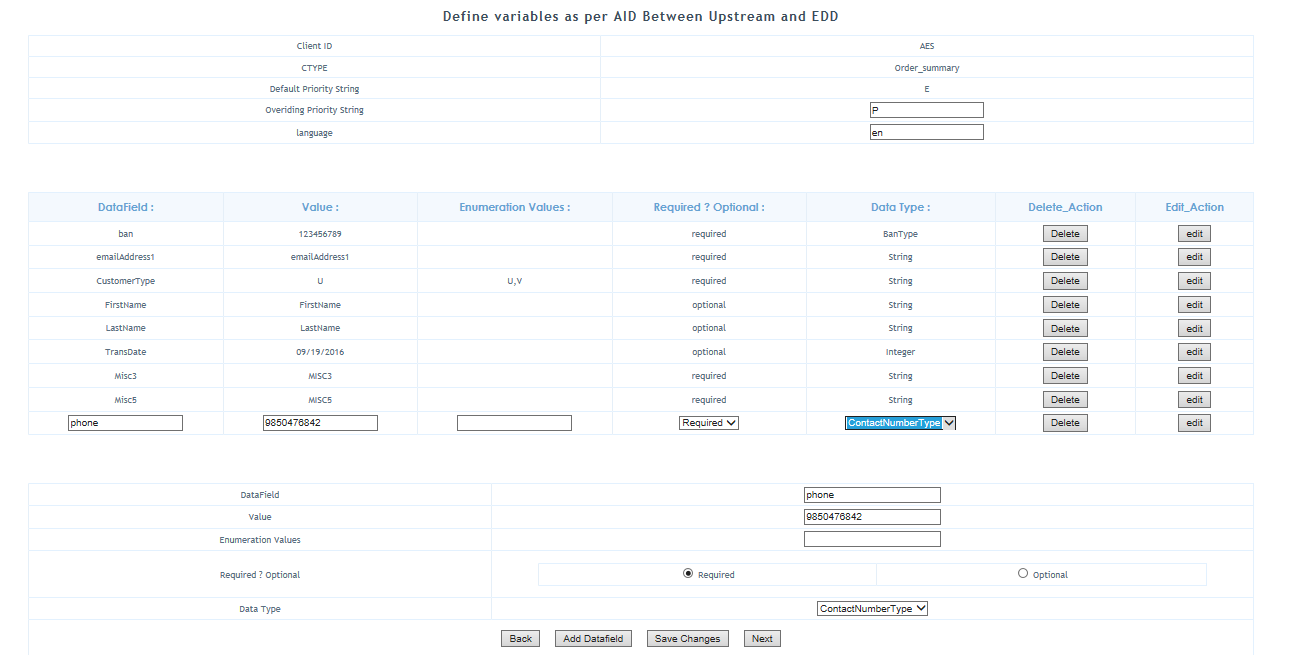 Define variables as per AID Between Upstream and EDD
Client ID AES
CTYPE Order_summary
Default Priority String E
Overiding Priority String P
language en
DataField : Value : Enumeration Values : Required ? Optional : Data Type : Delete_Action Edit_Action
ban 123456789 required BanType Delete edit
emailAddress1 emailAddress1 required String Delete edit
CustomerType U U,V required String Delete edit
FirstName FirstName optional String Delete edit
LastName LastName optional String Delete edit
TransDate 09/19/2016 optional Integer Delete edit
Misc3 MISC3 required String Delete edit
Misc5 MISC5 required String Delete edit
phone 9850476842 Required ContactNumberType Delete edit
DataField phone
Value 9850476842
Enumeration Values
Required ? Optional Required Optional
Data Type ContactNumberType
Back Add Datafield Save Changes Next